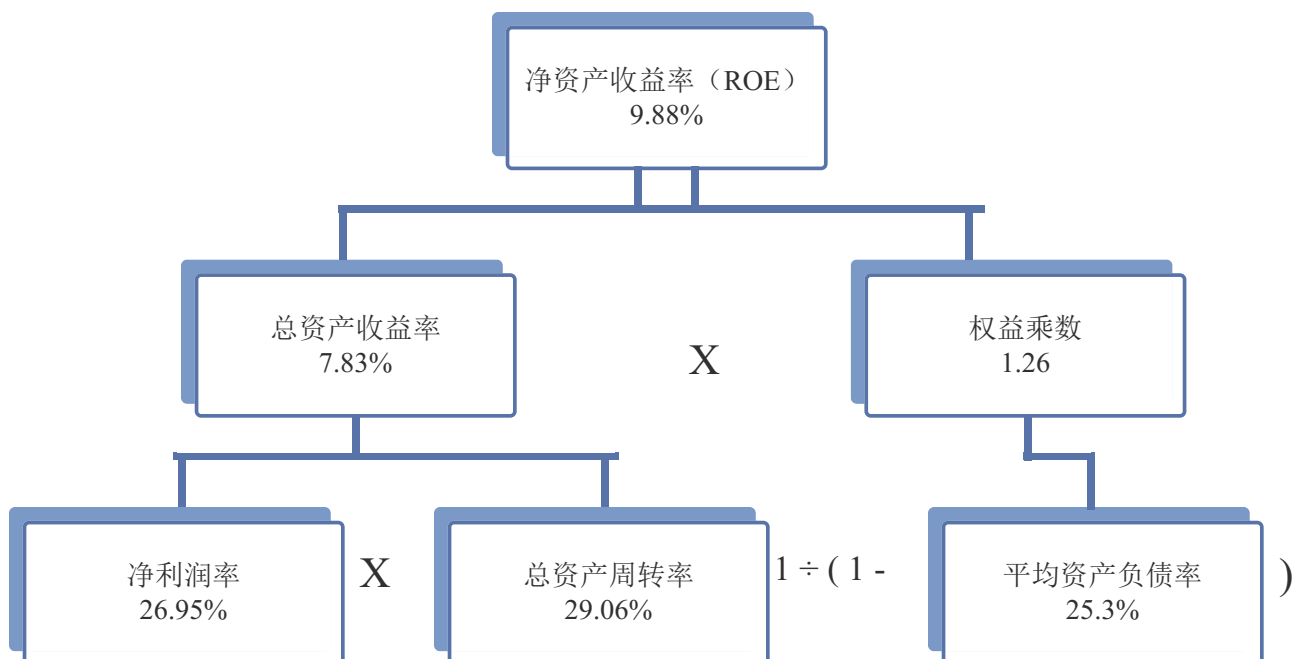 净资产收益率（ROE）
9.88%
总资产收益率
7.83%
X
权益乘数
1.26
净利润率
26.95%
X
总资产周转率
29.06%
1 ÷ ( 1 -
平均资产负债率
25.3%
)